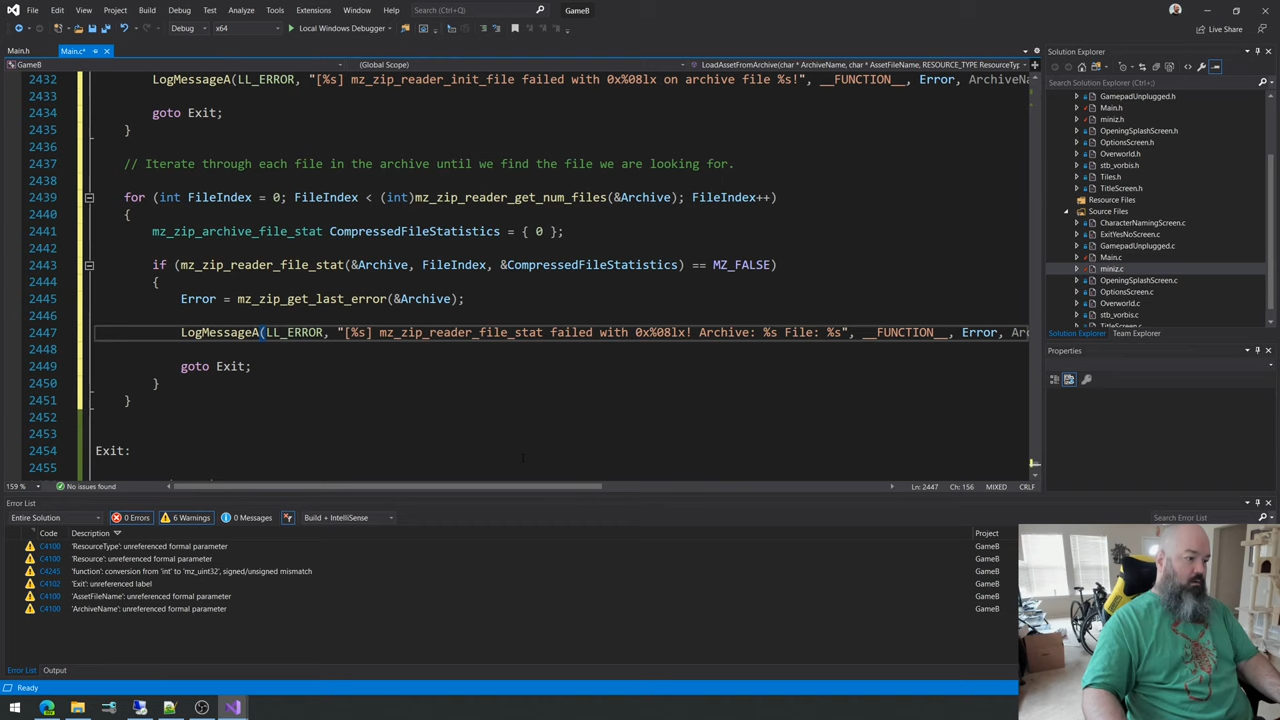 File Edit View Git Project Build Debug Test Analyze Tools Extensions Window Help Search (Ctrl+Q) GameB
Debug x64 Local Windows Debugger Live Share
Main.h
Main.c*
GameB (Global Scope) LoadAssetFromArchive(char * ArchiveName, char * AssetFileName, RESOURCE_TYPE ResourceTyp
2432 LogMessageA(LL_ERROR, "[%s] mz_zip_reader_init_file failed with 0x%08lx on archive file %s!", __FUNCTION__, Error, ArchiveNa
2433
2434 goto Exit;
2435 }
2436
2437 // Iterate through each file in the archive until we find the file we are looking for.
2438
2439 for (int FileIndex = 0; FileIndex < (int)mz_zip_reader_get_num_files(&Archive); FileIndex++)
2440 {
2441 mz_zip_archive_file_stat CompressedFileStatistics = { 0 };
2442
2443 if (mz_zip_reader_file_stat(&Archive, FileIndex, &CompressedFileStatistics) == MZ_FALSE)
2444 {
2445 Error = mz_zip_get_last_error(&Archive);
2446
2447 LogMessageA(LL_ERROR, "[%s] mz_zip_reader_file_stat failed with 0x%08lx! Archive: %s File: %s", __FUNCTION__, Error, Arc
2448
2449 goto Exit;
2450 }
2451 }
2452
2453
2454 Exit:
2455
159 % No issues found Ln: 2447 Ch: 156 MIXED CRLF
Solution Explorer
Search Solution Explorer (Ctrl+;)
GamepadUnplugged.h
Main.h
miniz.h
OpeningSplashScreen.h
OptionsScreen.h
Overworld.h
stb_vorbis.h
Tiles.h
TitleScreen.h
Resource Files
Source Files
CharacterNamingScreen.c
ExitYesNoScreen.c
GamepadUnplugged.c
Main.c
miniz.c
OpeningSplashScreen.c
OptionsScreen.c
Overworld.c
stb_vorbis.c
TitleScreen.c
Solution Explorer Team Explorer
Properties
Error List
Entire Solution 0 Errors 6 Warnings 0 Messages Build + IntelliSense Search Error List
Code Description Project
C4100 'ResourceType': unreferenced formal parameter GameB
C4100 'Resource': unreferenced formal parameter GameB
C4245 'function': conversion from 'int' to 'mz_uint32', signed/unsigned mismatch GameB
C4102 'Exit': unreferenced label GameB
C4100 'AssetFileName': unreferenced formal parameter GameB
C4100 'ArchiveName': unreferenced formal parameter GameB
Error List Output
Ready